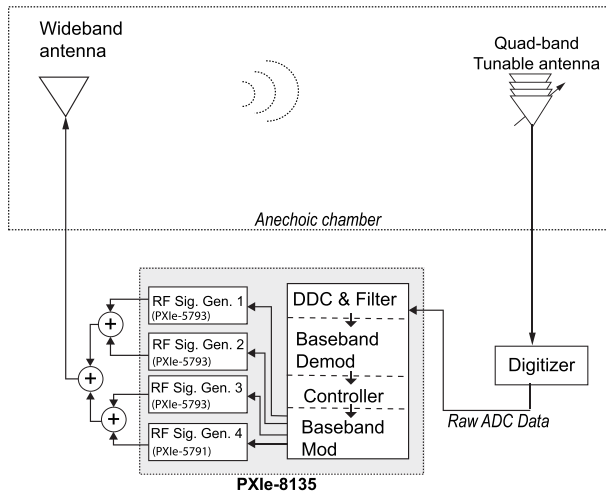 Wideband
antenna
Quad-band
Tunable antenna
Anechoic chamber
RF Sig. Gen. 1
(PXIe-5793)
RF Sig. Gen. 2
(PXIe-5793)
RF Sig. Gen. 3
(PXIe-5793)
RF Sig. Gen. 4
(PXIe-5791)
+
+
+
DDC & Filter
Baseband
Demod
Controller
Baseband
Mod
Digitizer
Raw ADC Data
PXIe-8135